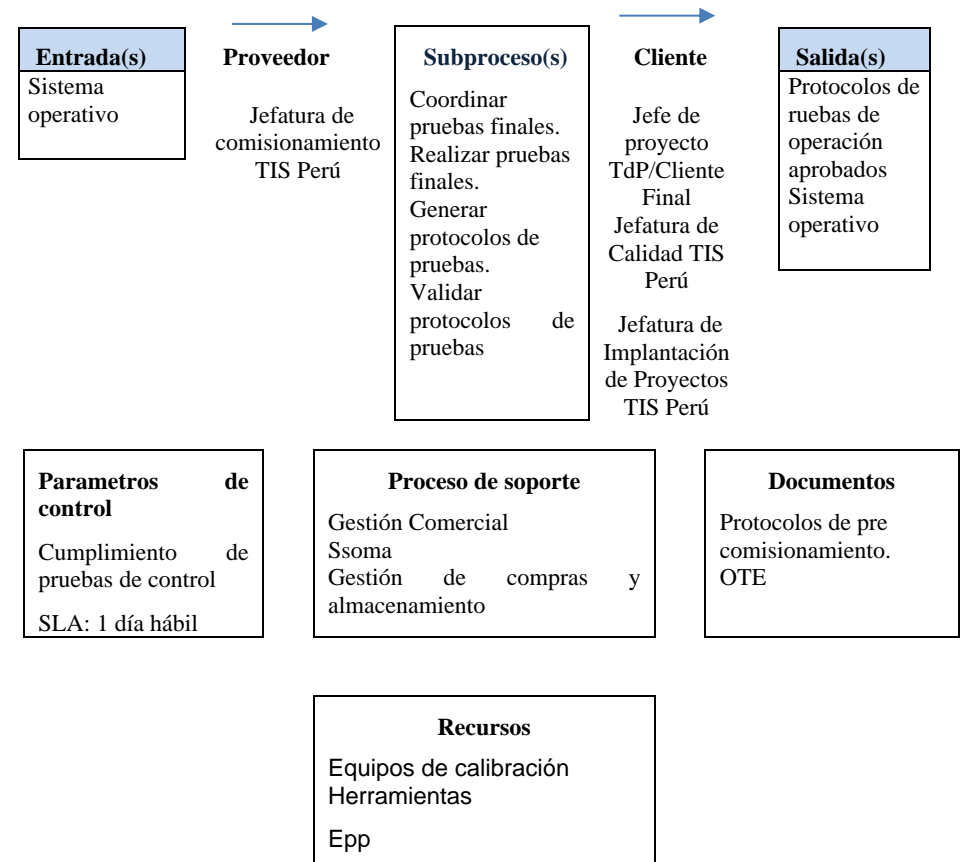 Entrada(s)
Sistema
operativo
Proveedor
Jefatura de
comisionamiento
TIS Perú
Subproceso(s)
Coordinar
pruebas finales.
Realizar pruebas
finales.
Generar
protocolos de
pruebas.
Validar
protocolos de
pruebas
Cliente
Jefe de
proyecto
TdP/Cliente
Final
Jefatura de
Calidad TIS
Perú
Jefatura de
Implantación
de Proyectos
TIS Perú
Salida(s)
Protocolos de
ruebas de
operación
aprobados
Sistema
operativo
Parametros de
control
Cumplimiento de
pruebas de control
SLA: 1 día hábil
Proceso de soporte
Gestión Comercial
Ssoma
Gestión de compras y
almacenamiento
Documentos
Protocolos de pre
comisionamiento.
OTE
Recursos
Equipos de calibración
Herramientas
Epp